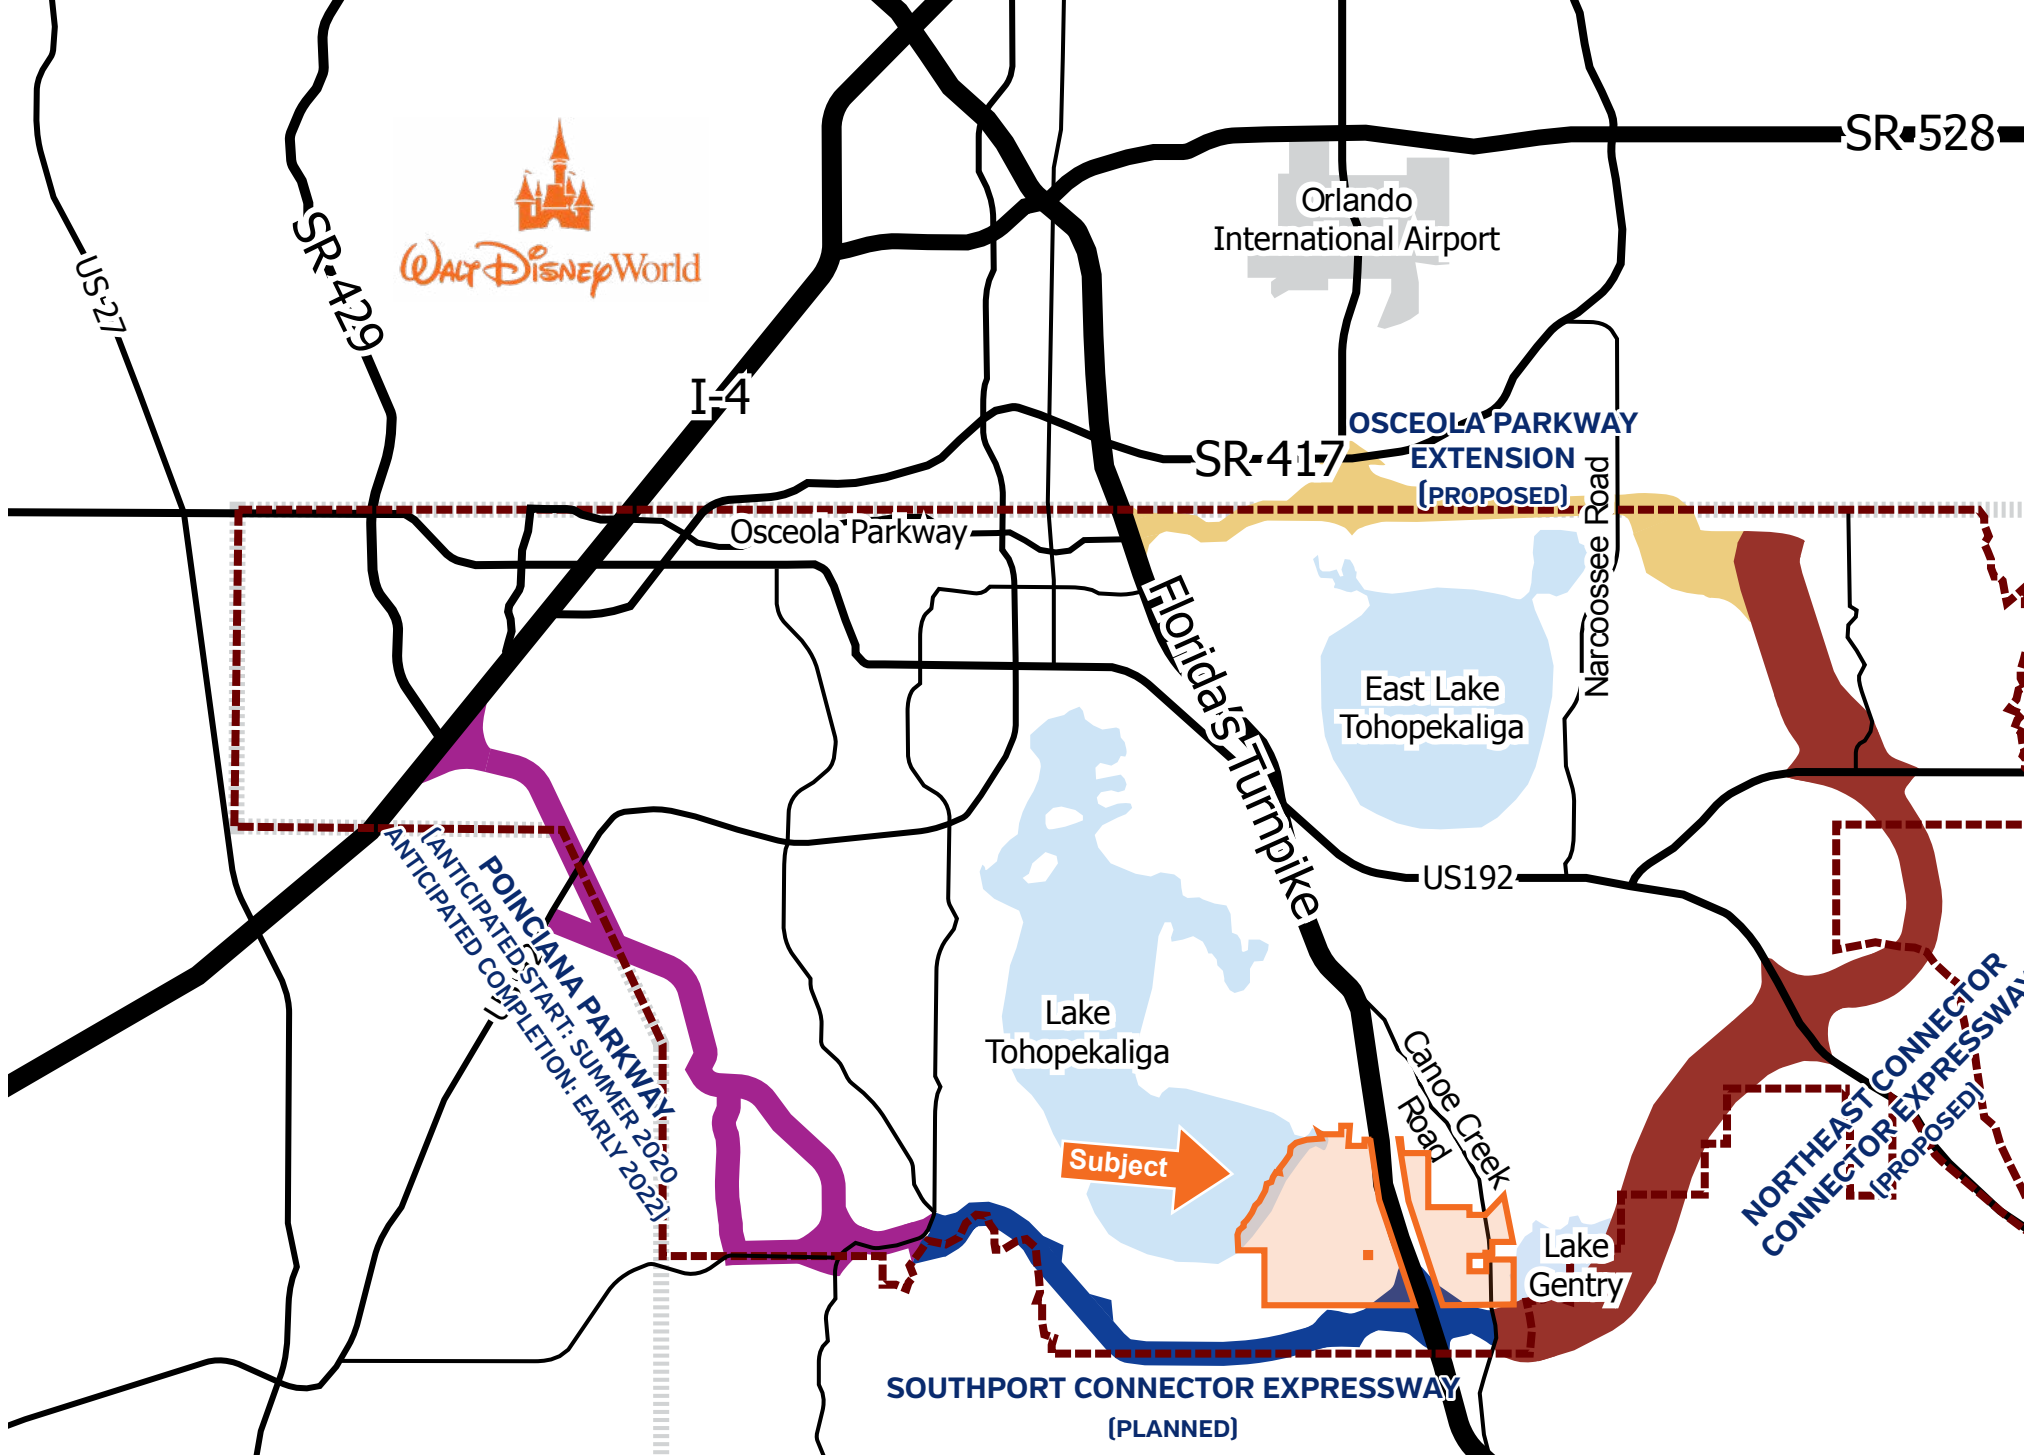 SR-528
Orlando
International Airport
WALT DISNEY World
SR-429
US-27
I-4
OSCEOLA PARKWAY
EXTENSION
(PROPOSED)
SR-417
Osceola Parkway
Narcoossee Road
Florida's Turnpike
East Lake
Tohopekaliga
US192
POINCIANA PARKWAY
(ANTICIPATED START: SUMMER 2020
ANTICIPATED COMPLETION: EARLY 2022)
Lake
Tohopekaliga
Canoe Creek
Road
NORTHEAST CONNECTOR
CONNECTOR EXPRESSWAY
(PROPOSED)
Subject
Lake
Gentry
SOUTHPORT CONNECTOR EXPRESSWAY
(PLANNED)